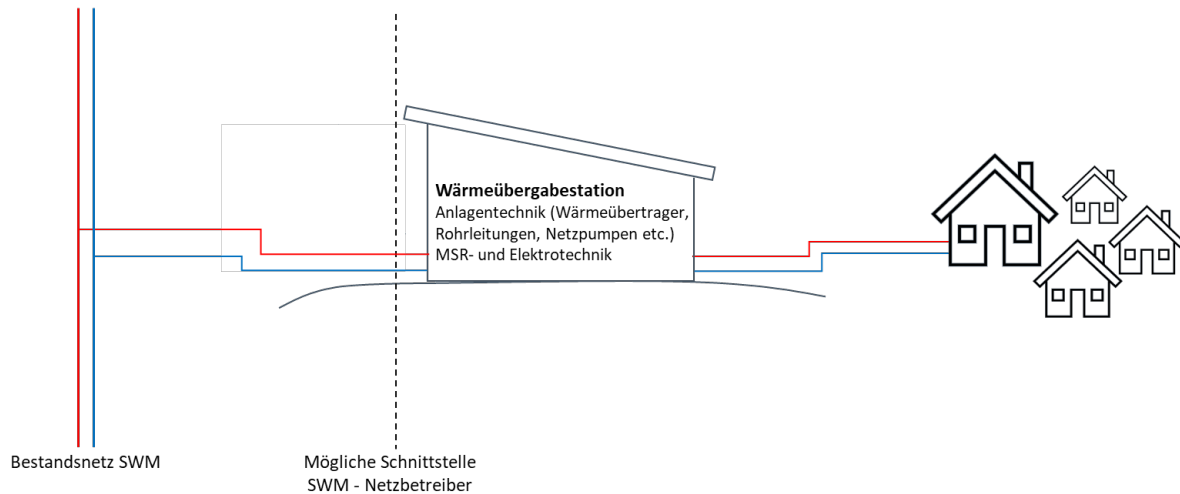 Wärmeübergabestation
Anlagentechnik (Wärmeübertrager,
Rohrleitungen, Netzpumpen etc.)
MSR- und Elektrotechnik
Bestandsnetz SWM
Mögliche Schnittstelle
SWM - Netzbetreiber